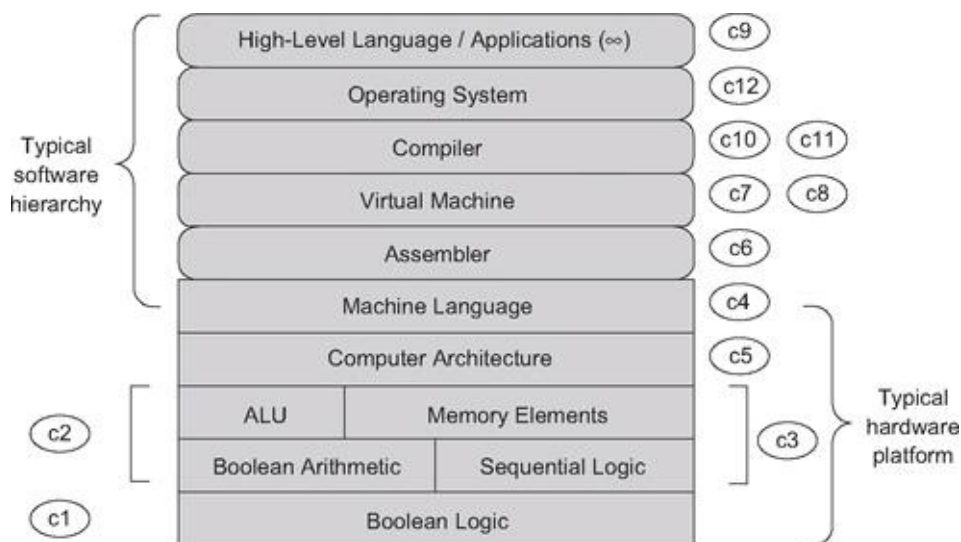 High-Level Language / Applications (∞)
c9
Operating System
c12
Typical
software
hierarchy
Compiler
c10
c11
Virtual Machine
c7
c8
Assembler
c6
Machine Language
c4
Computer Architecture
c5
c2
ALU
Memory Elements
c3
Typical
hardware
platform
Boolean Arithmetic
Sequential Logic
c1
Boolean Logic